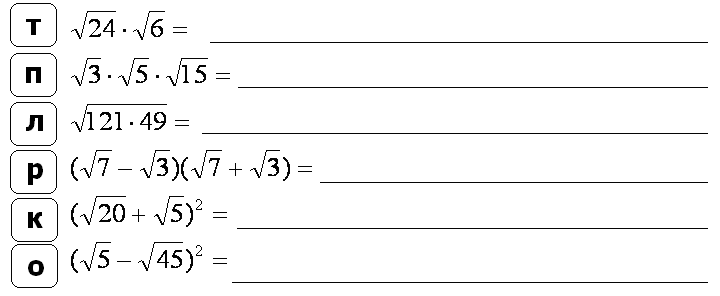 т √24 · √6 =
п √3 · √5 · √15 =
л √121 · 49 =
р (√7 − √3)(√7 + √3) =
к (√20 + √5)² =
о (√5 − √45)² =